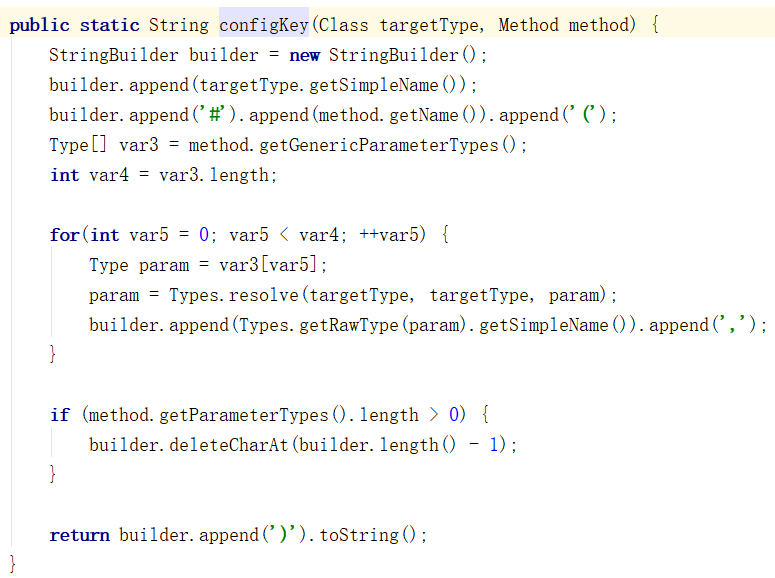 public static String configKey(Class targetType, Method method) {
    StringBuilder builder = new StringBuilder();
    builder.append(targetType.getSimpleName());
    builder.append('#').append(method.getName()).append('(');
    Type[] var3 = method.getGenericParameterTypes();
    int var4 = var3.length;

    for(int var5 = 0; var5 < var4; ++var5) {
        Type param = var3[var5];
        param = Types.resolve(targetType, targetType, param);
        builder.append(Types.getRawType(param).getSimpleName()).append(',');
    }

    if (method.getParameterTypes().length > 0) {
        builder.deleteCharAt(builder.length() - 1);
    }

    return builder.append(')').toString();
}